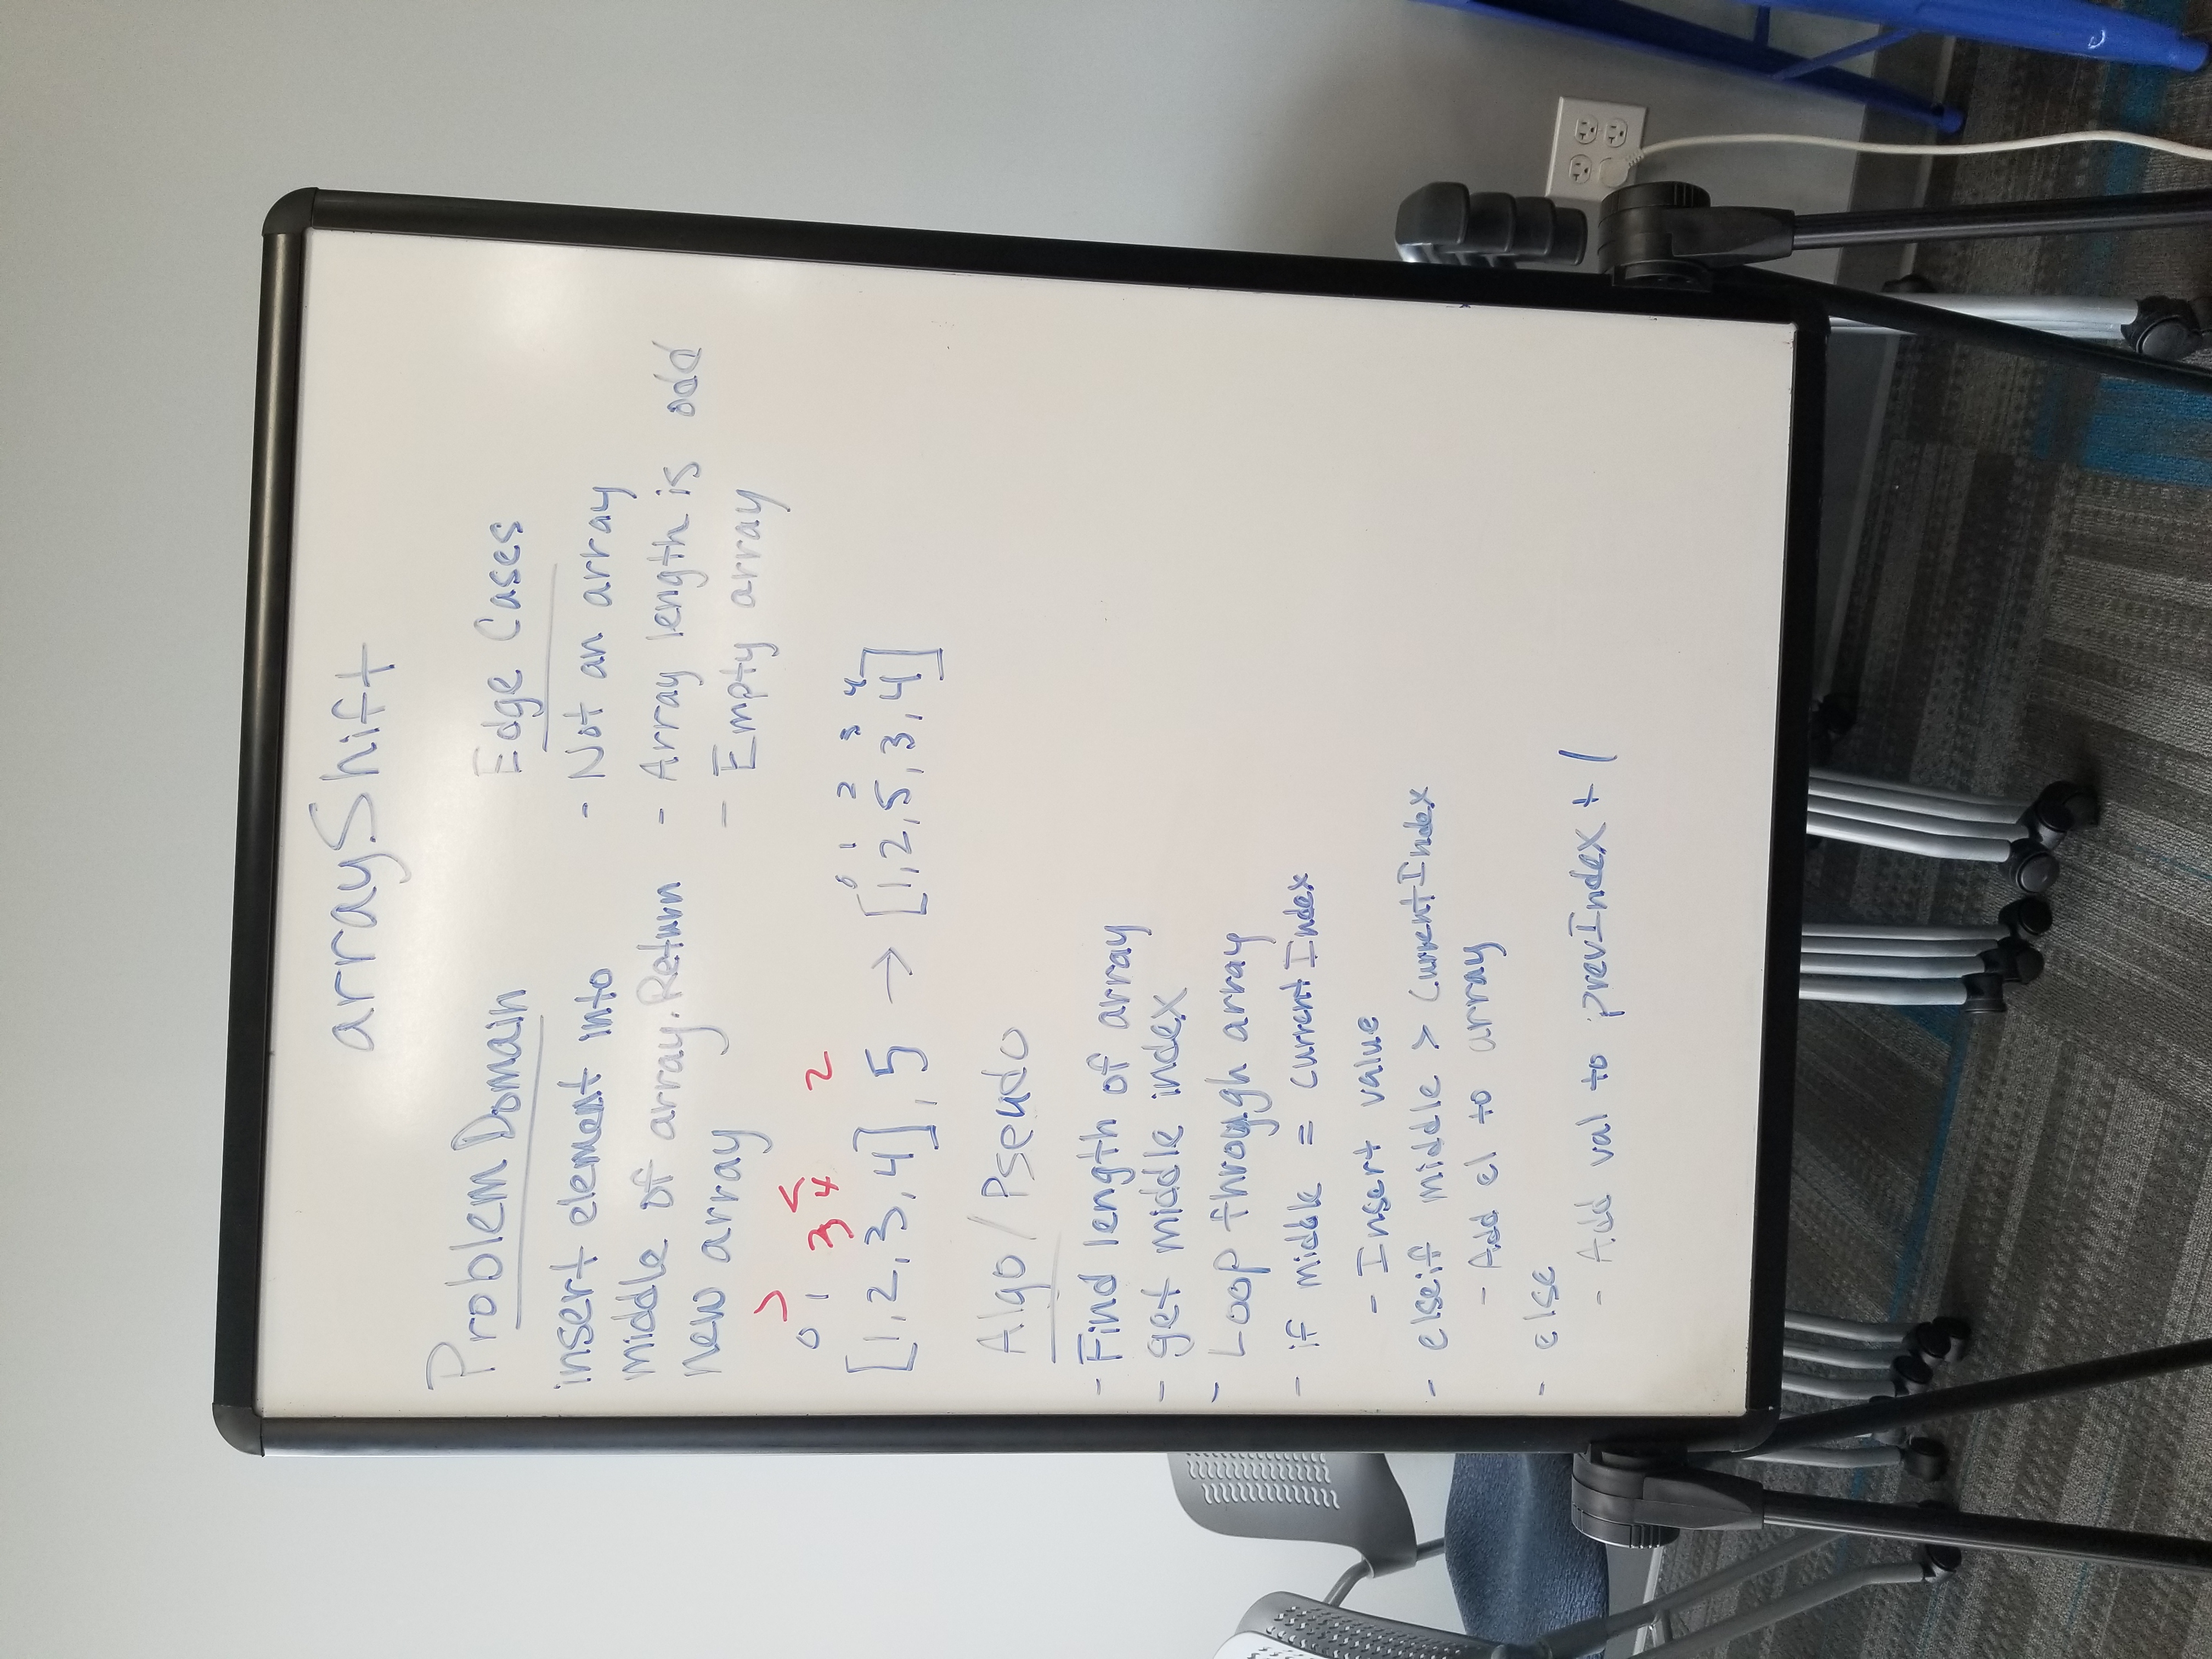 arrayShift
Problem Domain
insert element into
middle of array. Return
new array
Edge Cases
- Not an array
- Array length is odd
- Empty array
> <
0 1 3 4 2
0 1 2 3 4
[1,2,3,4], 5 → [1,2,5,3,4]
Algo/Pseudo
- Find length of array
- get middle index
- Loop through array
- if middle = currentIndex
- Insert value
- elseif middle > currentIndex
- Add el to array
- else
- Add val to prevIndex + 1